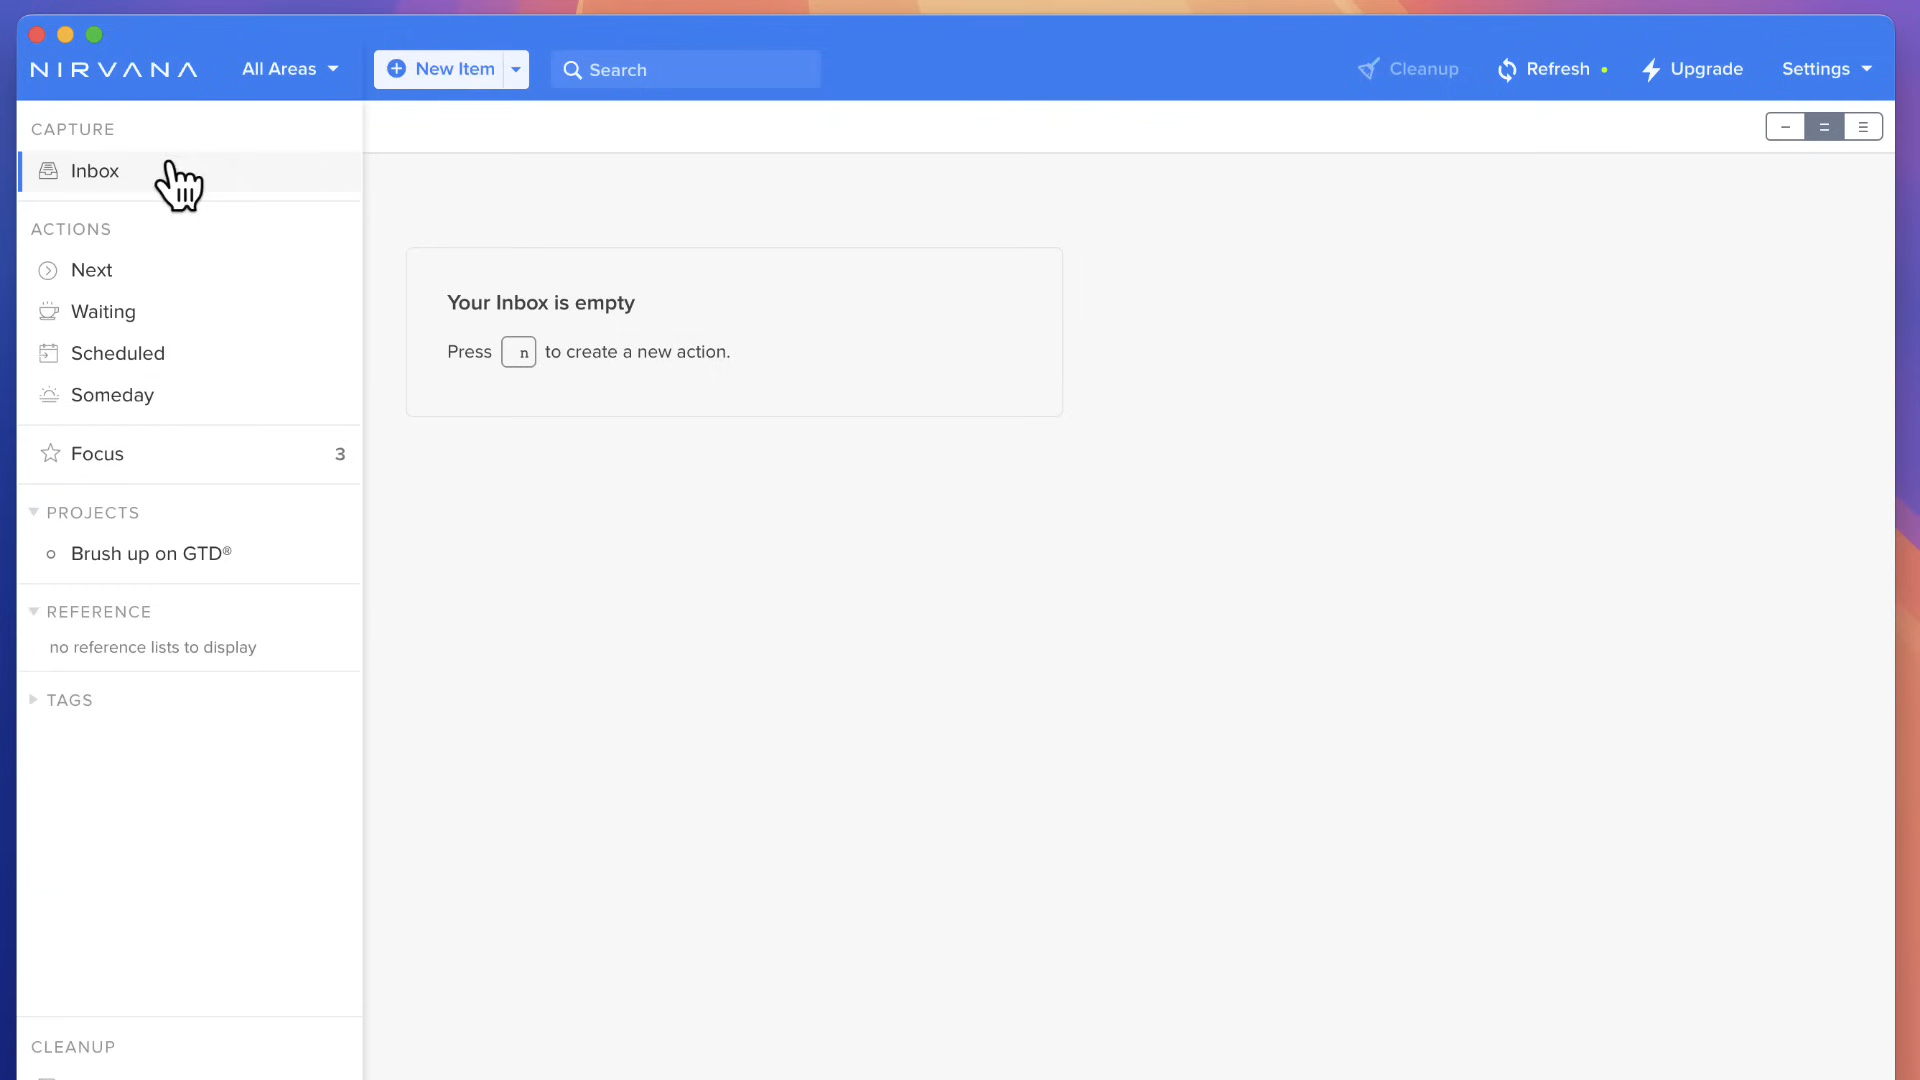 NIRVANA
All Areas
New Item
Search
Cleanup
Refresh
Upgrade
Settings
CAPTURE
Inbox
ACTIONS
Next
Waiting
Scheduled
Someday
Focus 3
PROJECTS
Brush up on GTD®
REFERENCE
no reference lists to display
TAGS
CLEANUP
Your Inbox is empty
Press n to create a new action.